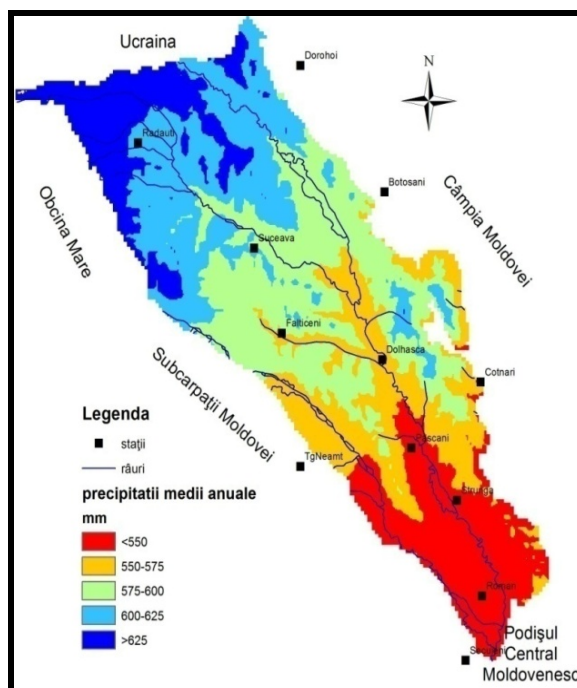 Ucraina
Dorohoi
N
Radauti
Botosani
Obcina Mare
Câmpia Moldovei
Suceava
Falticeni
Dolhasca
Subcarpaţii Moldovei
Cotnari
Legenda
staţii
râuri
Pascani
TgNeamt
precipitatii medii anuale
mm
Strunga
<550
550-575
575-600
600-625
>625
Roman
Podişul
Central
Moldovenesc